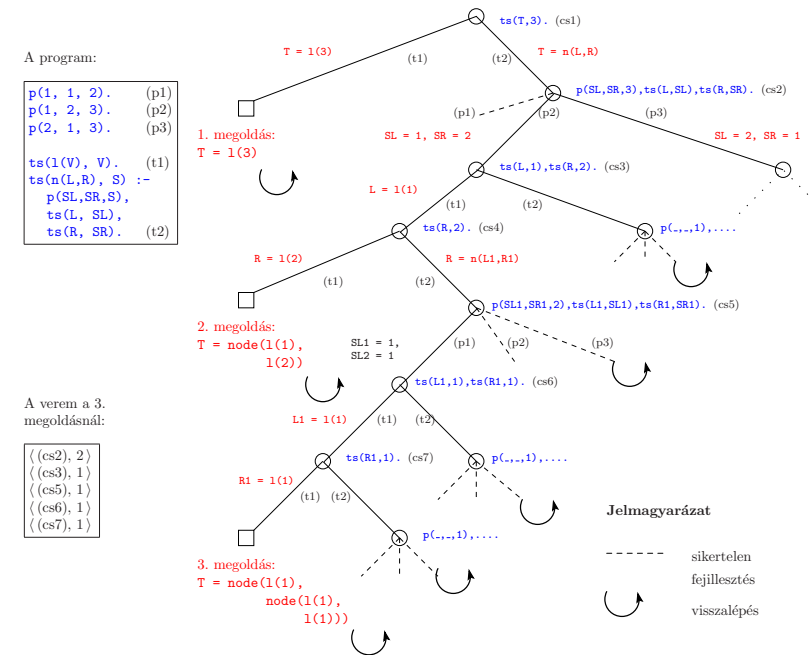 A program:
p(1, 1, 2). (p1)
p(1, 2, 3). (p2)
p(2, 1, 3). (p3)
ts(l(V), V). (t1)
ts(n(L,R), S) :-
p(SL,SR,S),
ts(L, SL),
ts(R, SR). (t2)
ts(T,3). (cs1)
T = l(3)
(t1)
(t2)
T = n(L,R)
p(SL,SR,3),ts(L,SL),ts(R,SR). (cs2)
(p1)
(p2)
(p3)
1. megoldás:
T = l(3)
SL = 1, SR = 2
SL = 2, SR = 1
ts(L,1),ts(R,2). (cs3)
L = l(1)
(t1)
(t2)
ts(R,2). (cs4)
p(_,_,1),....
R = l(2)
(t1)
(t2)
R = n(L1,R1)
p(SL1,SR1,2),ts(L1,SL1),ts(R1,SR1). (cs5)
2. megoldás:
T = node(l(1),
l(2))
SL1 = 1,
SL2 = 1
(p1)
(p2)
(p3)
ts(L1,1),ts(R1,1). (cs6)
A verem a 3.
megoldásnál:
⟨(cs2), 2⟩
⟨(cs3), 1⟩
⟨(cs5), 1⟩
⟨(cs6), 1⟩
⟨(cs7), 1⟩
L1 = l(1)
(t1)
(t2)
ts(R1,1). (cs7)
p(_,_,1),....
R1 = l(1)
(t1)
(t2)
p(_,_,1),....
3. megoldás:
T = node(l(1),
node(l(1),
l(1)))
Jelmagyarázat
sikertelen
fejillesztés
visszalépés